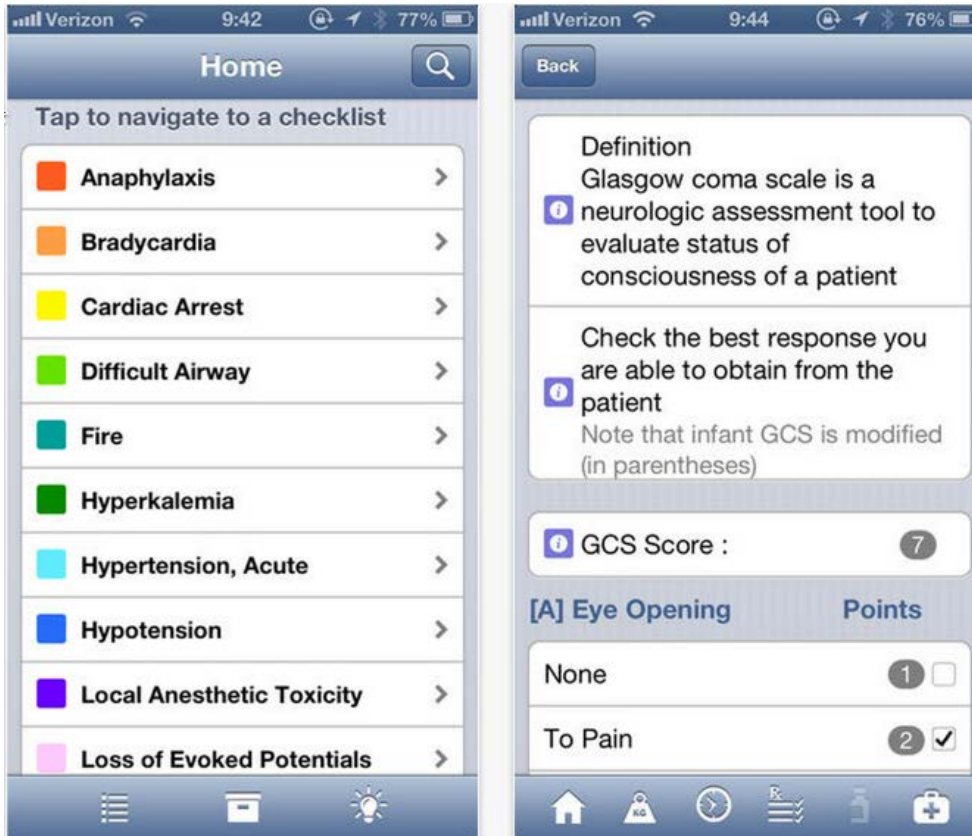 Verizon 9:42 77%
Home
Tap to navigate to a checklist
Anaphylaxis
Bradycardia
Cardiac Arrest
Difficult Airway
Fire
Hyperkalemia
Hypertension, Acute
Hypotension
Local Anesthetic Toxicity
Loss of Evoked Potentials
Verizon 9:44 76%
Back
Definition
Glasgow coma scale is a
neurologic assessment tool to
evaluate status of
consciousness of a patient
Check the best response you
are able to obtain from the
patient
Note that infant GCS is modified
(in parentheses)
GCS Score : 7
[A] Eye Opening Points
None 1
To Pain 2
KG
Rx